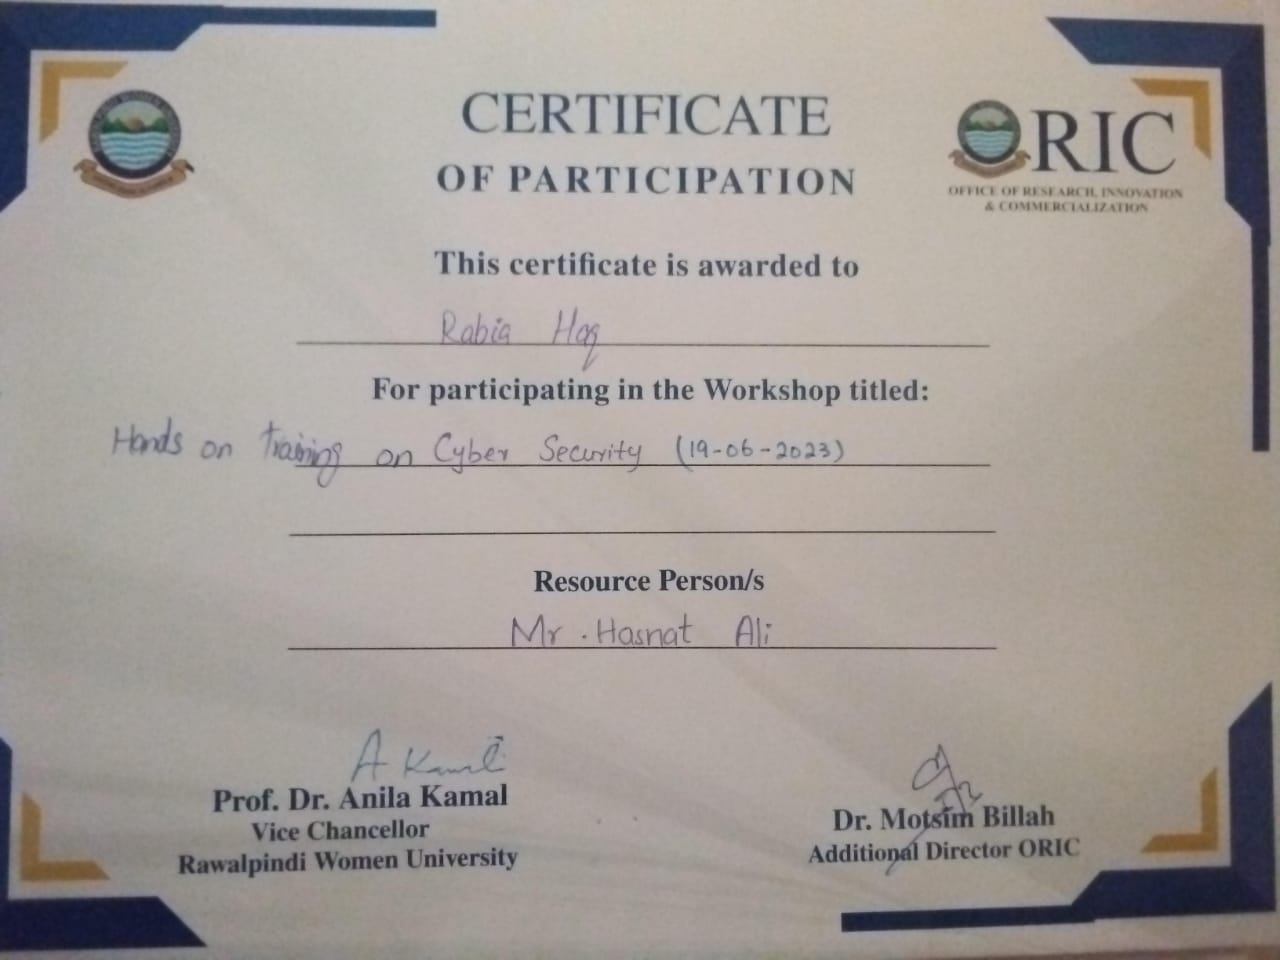 CERTIFICATE
OF PARTICIPATION
ORIC
OFFICE OF RESEARCH, INNOVATION
& COMMERCIALIZATION
This certificate is awarded to
Rabia Haq
For participating in the Workshop titled:
Hands on training on Cyber Security (19-06-2023)
Resource Person/s
Mr. Hasnat Ali
A Kamal
Prof. Dr. Anila Kamal
Vice Chancellor
Rawalpindi Women University
Dr. Motsim Billah
Additional Director ORIC